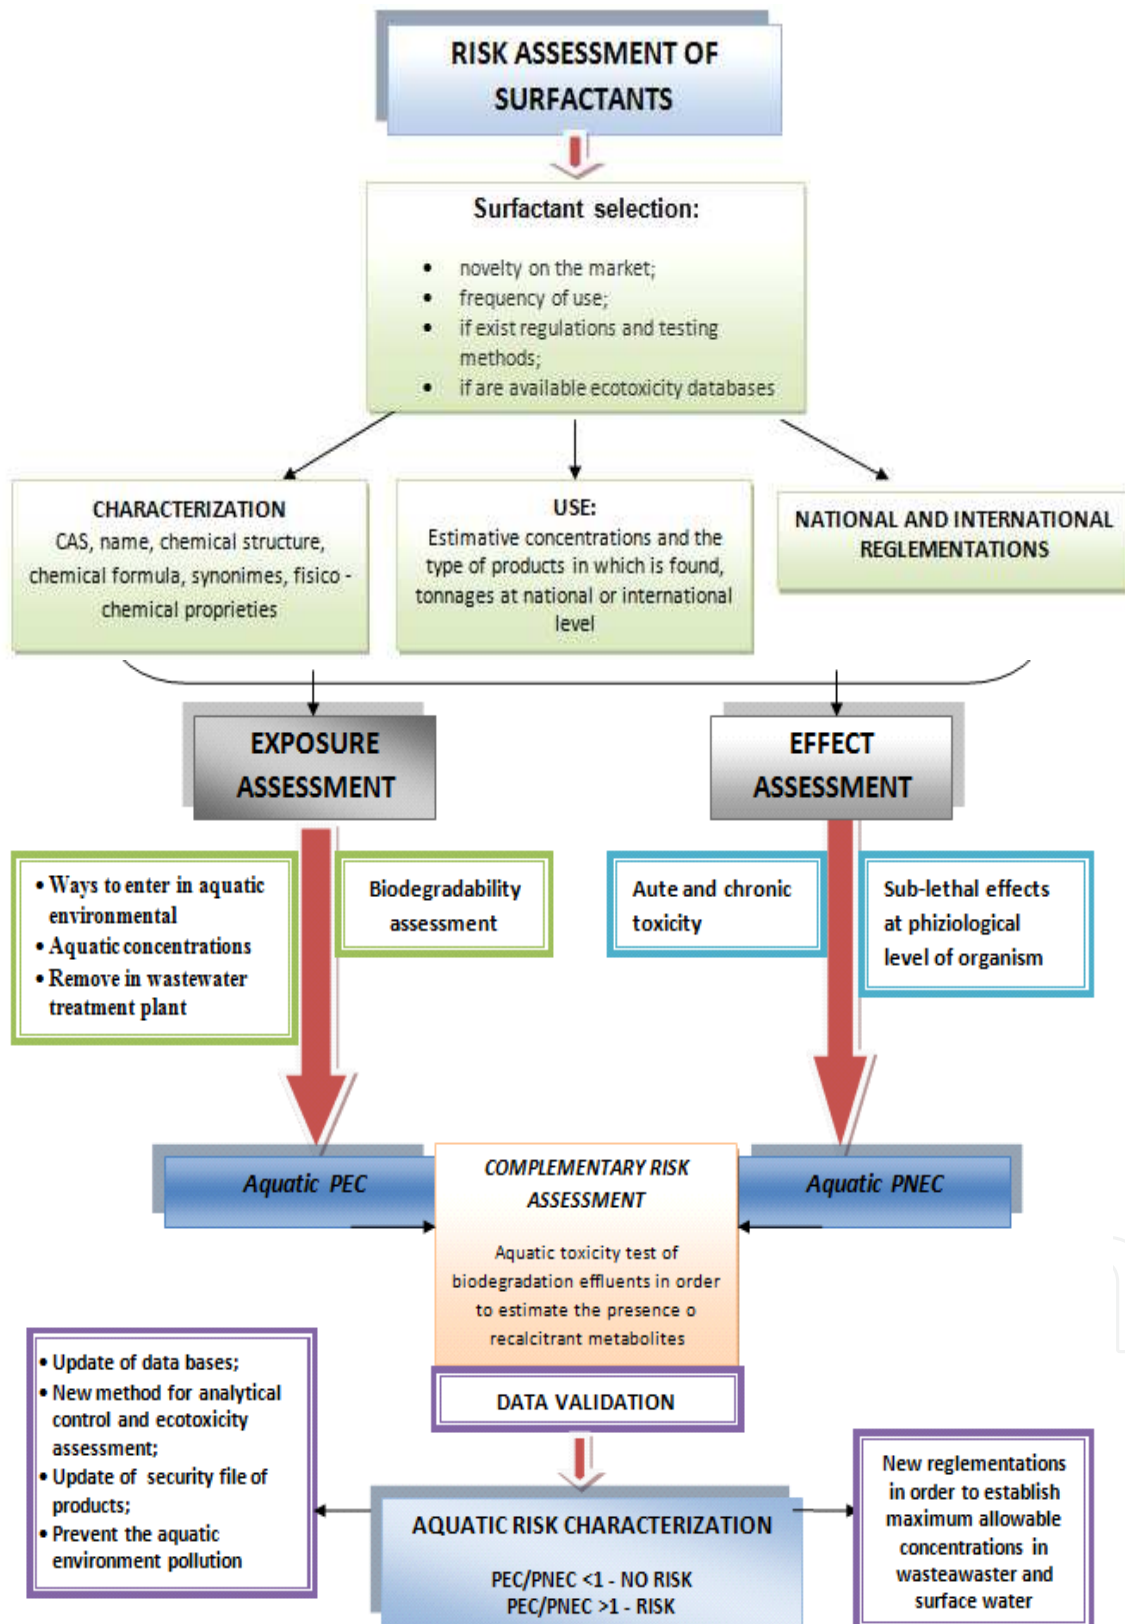 RISK ASSESSMENT OF
SURFACTANTS
Surfactant selection:
• novelty on the market;
• frequency of use;
• if exist regulations and testing
methods;
• if are available ecotoxicity databases
CHARACTERIZATION
CAS, name, chemical structure,
chemical formula, synonimes, fisico -
chemical proprieties
USE:
Estimative concentrations and the
type of products in which is found,
tonnages at national or international
level
NATIONAL AND INTERNATIONAL
REGLEMENTATIONS
EXPOSURE
ASSESSMENT
EFFECT
ASSESSMENT
• Ways to enter in aquatic
environmental
• Aquatic concentrations
• Remove in wastewater
treatment plant
Biodegradability
assessment
Aute and chronic
toxicity
Sub-lethal effects
at phiziological
level of organism
Aquatic PEC
COMPLEMENTARY RISK
ASSESSMENT
Aquatic toxicity test of
biodegradation effluents in order
to estimate the presence o
recalcitrant metabolites
Aquatic PNEC
DATA VALIDATION
• Update of data bases;
• New method for analytical
control and ecotoxicity
assessment;
• Update of security file of
products;
• Prevent the aquatic
environment pollution
AQUATIC RISK CHARACTERIZATION
PEC/PNEC <1 - NO RISK
PEC/PNEC >1 - RISK
New reglementations
in order to establish
maximum allowable
concentrations in
wasteawaster and
surface water